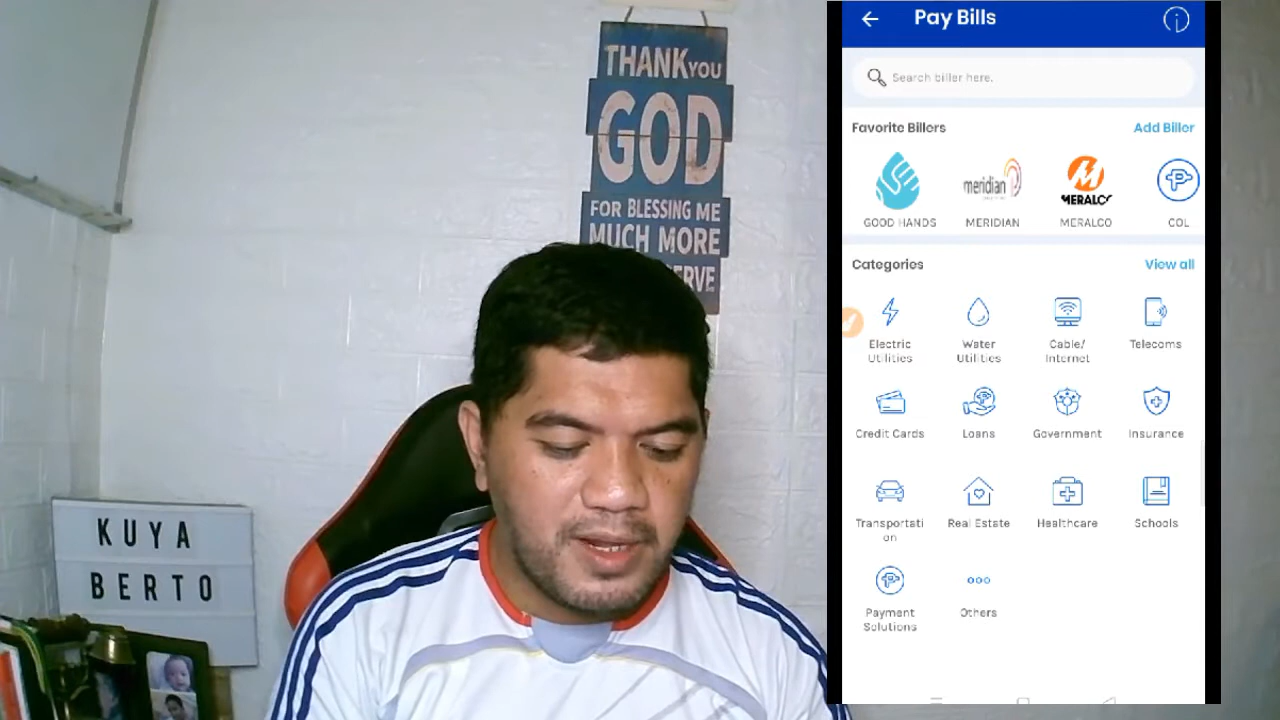 THANK YOU
GOD
FOR BLESSING ME
MUCH MORE
KUYA
BERTO
Pay Bills
Search biller here.
Favorite Billers
Add Biller
meridian
MERALCO
GOOD HANDS
MERIDIAN
MERALCO
COL
Categories
View all
Electric
Utilities
Water
Utilities
Cable/
Internet
Telecoms
Credit Cards
Loans
Government
Insurance
Transportati
on
Real Estate
Healthcare
Schools
Payment
Solutions
Others